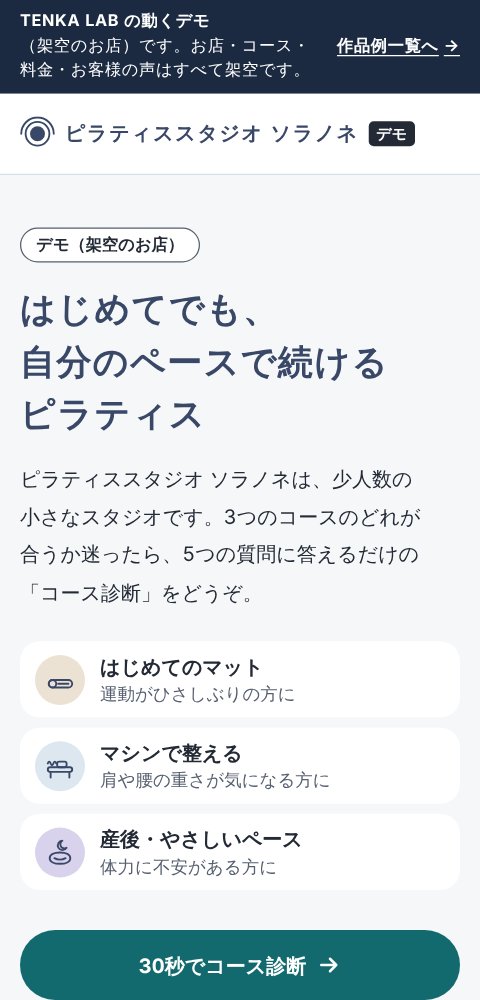 TENKA LAB の動くデモ
（架空のお店）です。お店・コース・
料金・お客様の声はすべて架空です。
作品例一覧へ →
ピラティススタジオ ソラノネ デモ
デモ（架空のお店）
はじめてでも、
自分のペースで続ける
ピラティス
ピラティススタジオ ソラノネは、少人数の
小さなスタジオです。3つのコースのどれが
合うか迷ったら、5つの質問に答えるだけの
「コース診断」をどうぞ。
はじめてのマット
運動がひさしぶりの方に
マシンで整える
肩や腰の重さが気になる方に
産後・やさしいペース
体力に不安がある方に
30秒でコース診断 →